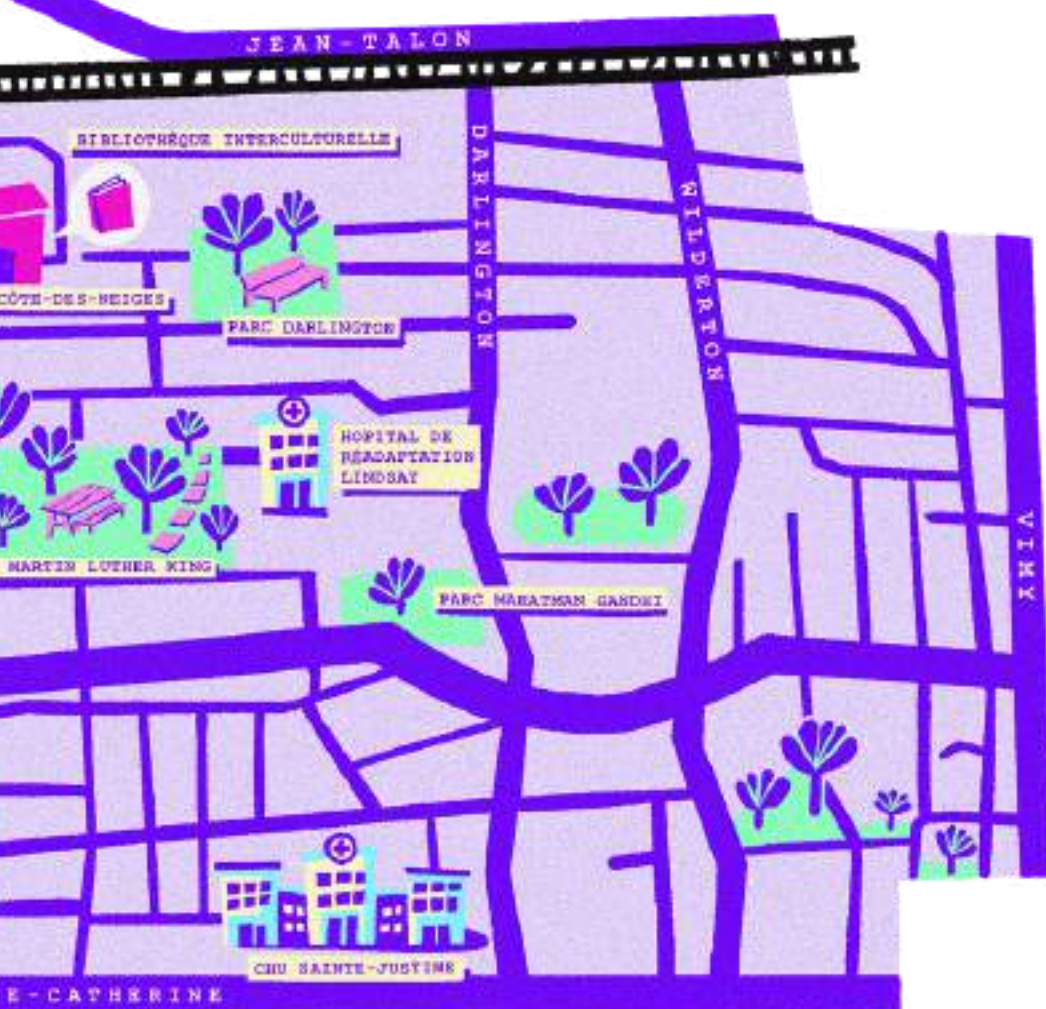 JEAN-TALON
BIBLIOTHÈQUE INTERCULTURELLE
DARLINGTON
WILDERTON
CÔTE-DES-NEIGES
PARC DARLINGTON
HOPITAL DE
RÉADAPTATION
LINDSAY
VIMY
MARTIN LUTHER KING
PARC MAHATMAN GANDHI
CHU SAINTE-JUSTINE
E-CATHERINE